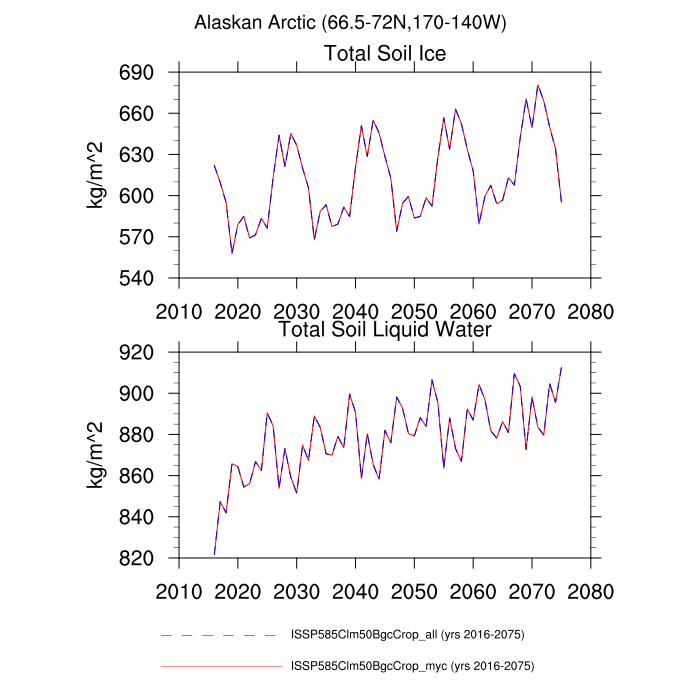 Alaskan Arctic (66.5-72N,170-140W)
Total Soil Ice
690
660
630
600
570
540
kg/m^2
2010 2020 2030 2040 2050 2060 2070 2080
Total Soil Liquid Water
920
900
880
860
840
820
kg/m^2
2010 2020 2030 2040 2050 2060 2070 2080
ISSP585Clm50BgcCrop_all (yrs 2016-2075)
ISSP585Clm50BgcCrop_myc (yrs 2016-2075)